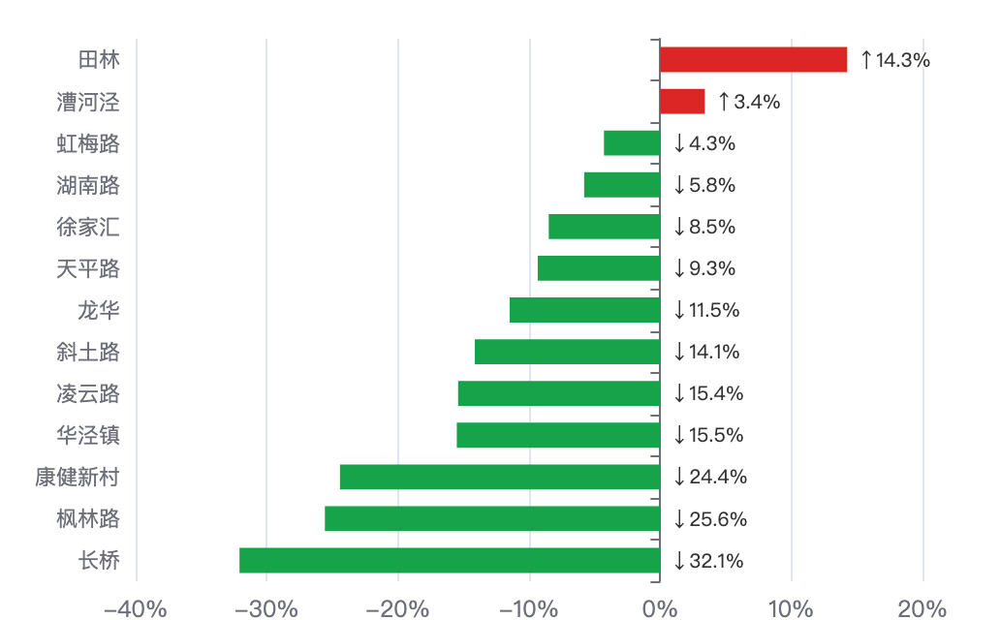 田林 ↑14.3%
漕河泾 ↑3.4%
虹梅路 ↓4.3%
湖南路 ↓5.8%
徐家汇 ↓8.5%
天平路 ↓9.3%
龙华 ↓11.5%
斜土路 ↓14.1%
凌云路 ↓15.4%
华泾镇 ↓15.5%
康健新村 ↓24.4%
枫林路 ↓25.6%
长桥 ↓32.1%
−40% −30% −20% −10% 0% 10% 20%